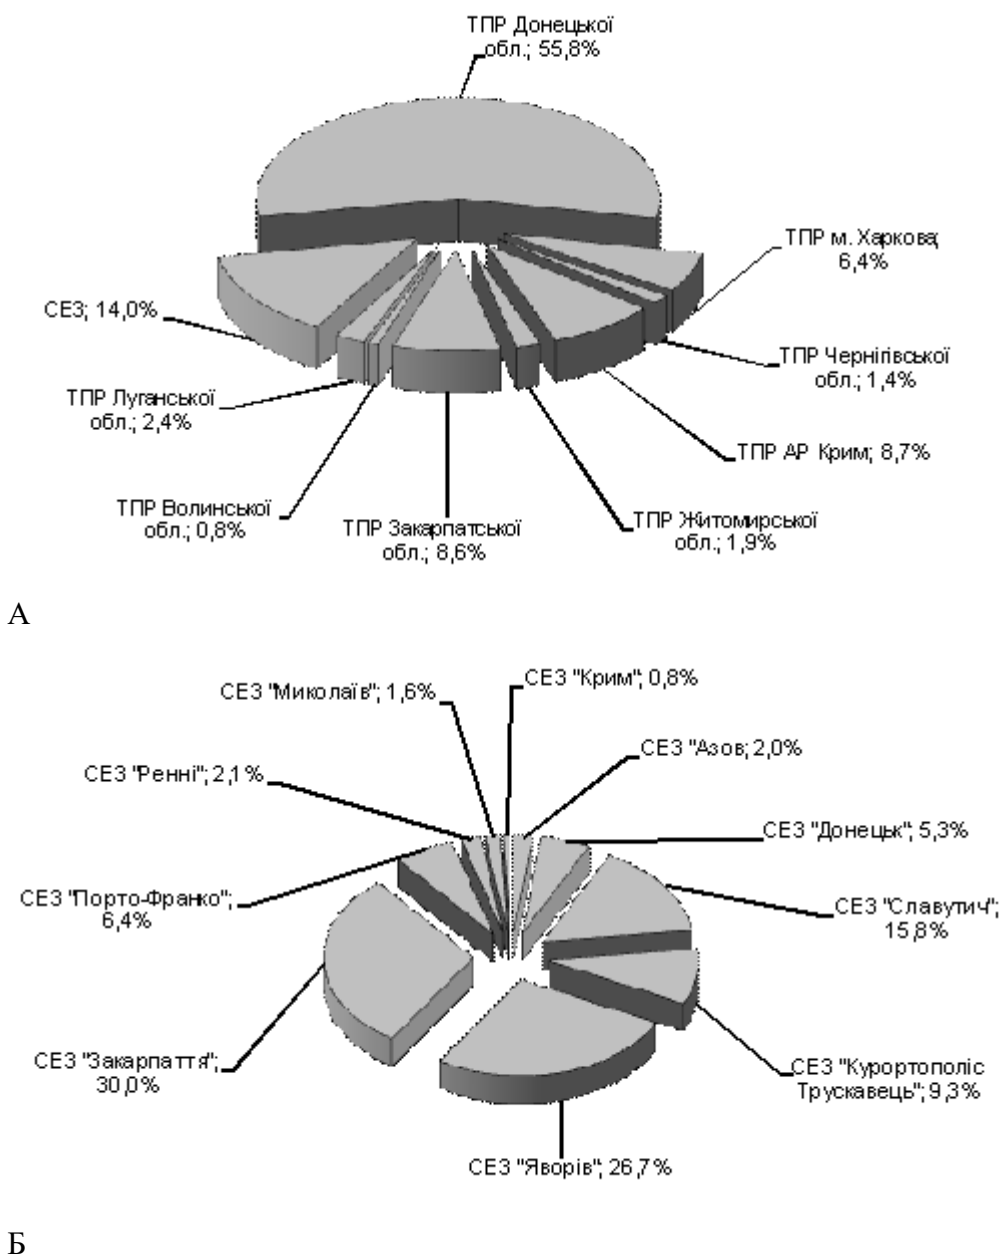 ТПР Донецької
обл.; 55,8%
ТПР м. Харкова;
6,4%
СЕЗ; 14,0%
ТПР Чернігівської
обл.; 1,4%
ТПР Луганської
обл.; 2,4%
ТПР АР Крим; 8,7%
ТПР Волинської
обл.; 0,8%
ТПР Закарпатської
обл.; 8,6%
ТПР Житомирської
обл.; 1,9%
А
СЕЗ "Крим"; 0,8%
СЕЗ "Миколаїв"; 1,6%
СЕЗ "Азов; 2,0%
СЕЗ "Ренні"; 2,1%
СЕЗ "Донецьк"; 5,3%
СЕЗ "Порто-Франко";
6,4%
СЕЗ "Славутич";
15,8%
СЕЗ "Закарпаття";
30,0%
СЕЗ "Курортополіс
Трускавець"; 9,3%
СЕЗ "Яворів"; 26,7%
Б